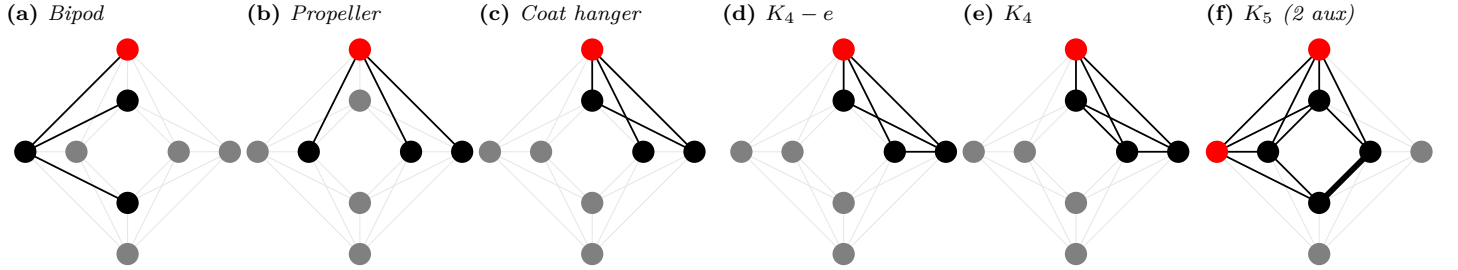 (a) Bipod
(b) Propeller
(c) Coat hanger
(d) K₄ − e
(e) K₄
(f) K₅ (2 aux)